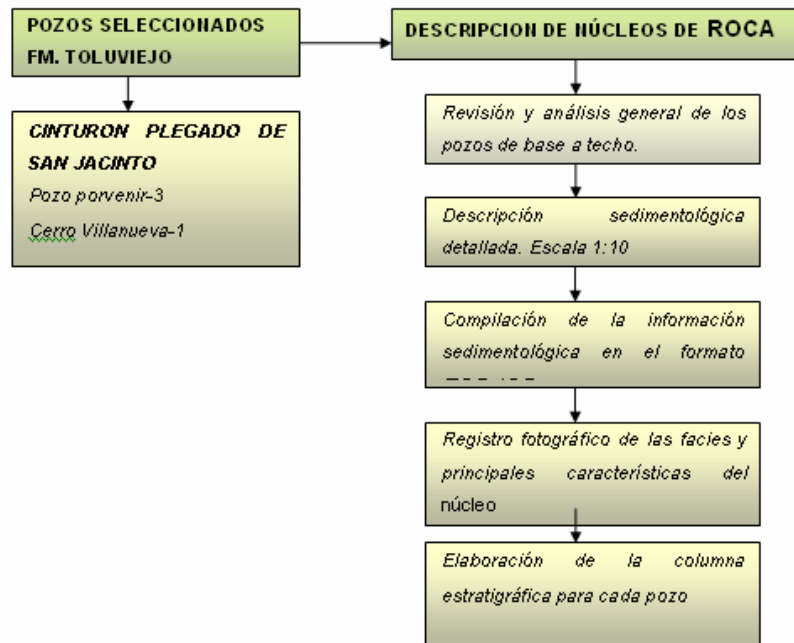 POZOS SELECCIONADOS
FM. TOLUVIEJO
CINTURON PLEGADO DE
SAN JACINTO
Pozo porvenir-3
Cerro Villanueva-1
DESCRIPCION DE NÚCLEOS DE ROCA
Revisión y análisis general de los
pozos de base a techo.
Descripción sedimentológica
detallada. Escala 1:10
Compilación de la información
sedimentológica en el formato
Registro fotográfico de las facies y
principales características del
núcleo
Elaboración de la columna
estratigráfica para cada pozo